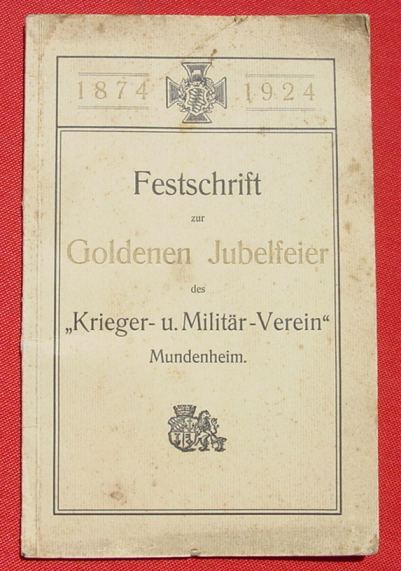 1874 1924
Festschrift
zur
Goldenen Jubelfeier
des
„Krieger- u. Militär-Verein“
Mundenheim.